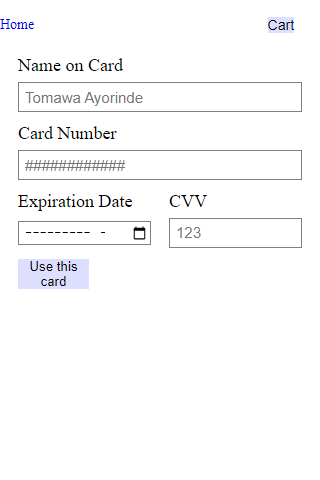 Home Cart
Name on Card
Tomawa Ayorinde
Card Number
############
Expiration Date CVV
--------- - 123
Use this
card